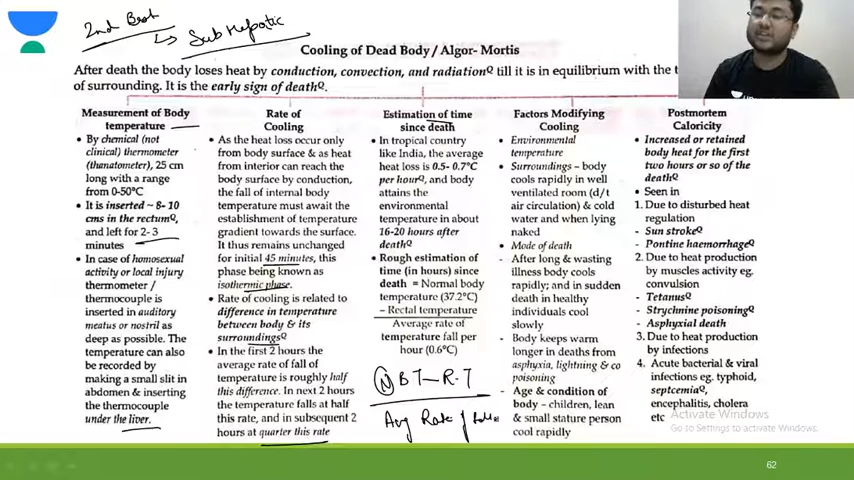 2nd Best
↳ Sub Hepatic
Cooling of Dead Body / Algor- Mortis
After death the body loses heat by conduction, convection, and radiationQ till it is in equilibrium with the
of surrounding. It is the early sign of deathQ.
Measurement of Body
temperature
• By chemical (not
clinical) thermometer
(thanatometer), 25 cm
long with a range
from 0-50°C
• It is inserted ~ 8- 10
cms in the rectumQ,
and left for 2- 3
minutes
• In case of homosexual
activity or local injury
thermometer /
thermocouple is
inserted in auditory
meatus or nostril as
deep as possible. The
temperature can also
be recorded by
making a small slit in
abdomen & inserting
the thermocouple
under the liver.
Rate of
Cooling
• As the heat loss occur only
from body surface & as heat
from interior can reach the
body surface by conduction,
the fall of internal body
temperature must await the
establishment of temperature
gradient towards the surface.
It thus remains unchanged
for initial 45 minutes, this
phase being known as
isothermic phase.
• Rate of cooling is related to
difference in temperature
between body & its
surroundingsQ
• In the first 2 hours the
average rate of fall of
temperature is roughly half
this difference. In next 2 hours
the temperature falls at half
this rate, and in subsequent 2
hours at quarter this rate
Estimation of time
since death
• In tropical country
like India, the average
heat loss is 0.5- 0.7°C
per hourQ, and body
attains the
environmental
temperature in about
16-20 hours after
deathQ
• Rough estimation of
time (in hours) since
death = Normal body
temperature (37.2°C)
– Rectal temperature
Average rate of
temperature fall per
hour (0.6°C)
N BT – R.T
Avg Rate of
Factors Modifying
Cooling
• Environmental
temperature
• Surroundings – body
cools rapidly in well
ventilated room (d/t
air circulation) & cold
water and when lying
naked
• Mode of death
- After long & wasting
illness body cools
rapidly; and in sudden
death in healthy
individuals cool
slowly
- Body keeps warm
longer in deaths from
asphyxia, lightning & co
poisoning
- Age & condition of
body – children, lean
& small stature person
cool rapidly
Postmortem
Caloricity
• Increased or retained
body heat for the first
two hours or so of the
deathQ
• Seen in
1. Due to disturbed heat
regulation
- Sun strokeQ
- Pontine haemorrhageQ
2. Due to heat production
by muscles activity eg.
convulsion
- TetanusQ
- Strychnine poisoningQ
- Asphyxial death
3. Due to heat production
by infections
4. Acute bacterial & viral
infections eg. typhoid,
septcemiaQ,
encephalitis, cholera
etc
Activate Windows
Go to Settings to activate Windows.
62